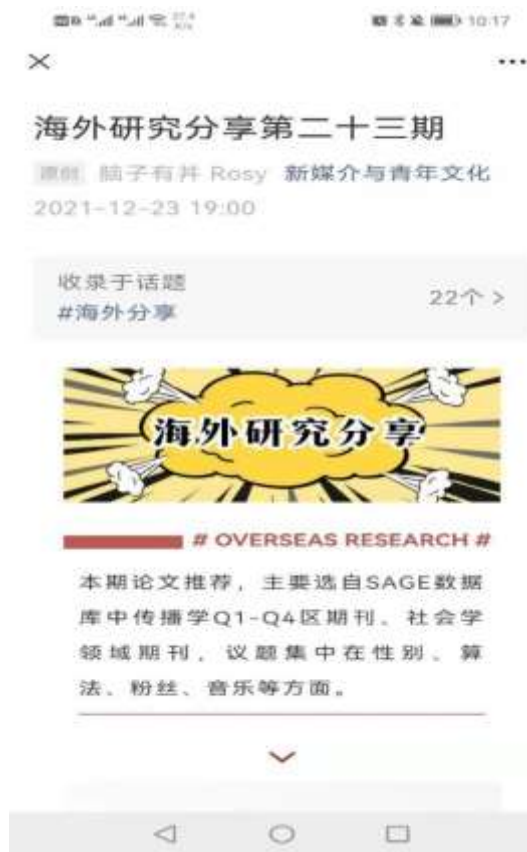 10:17
海外研究分享第二十三期
原创 脑子有井 Rosy 新媒介与青年文化
2021-12-23 19:00
收录于话题
#海外分享
22个 >
海外研究分享
# OVERSEAS RESEARCH #
本期论文推荐，主要选自SAGE数据
库中传播学Q1-Q4区期刊、社会学
领域期刊，议题集中在性别、算
法、粉丝、音乐等方面。